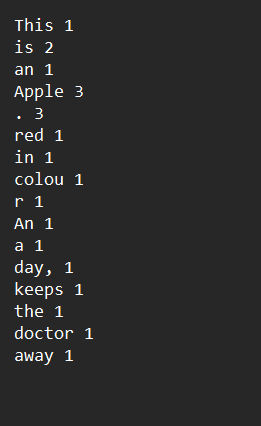 This 1
is 2
an 1
Apple 3
. 3
red 1
in 1
colou 1
r 1
An 1
a 1
day, 1
keeps 1
the 1
doctor 1
away 1